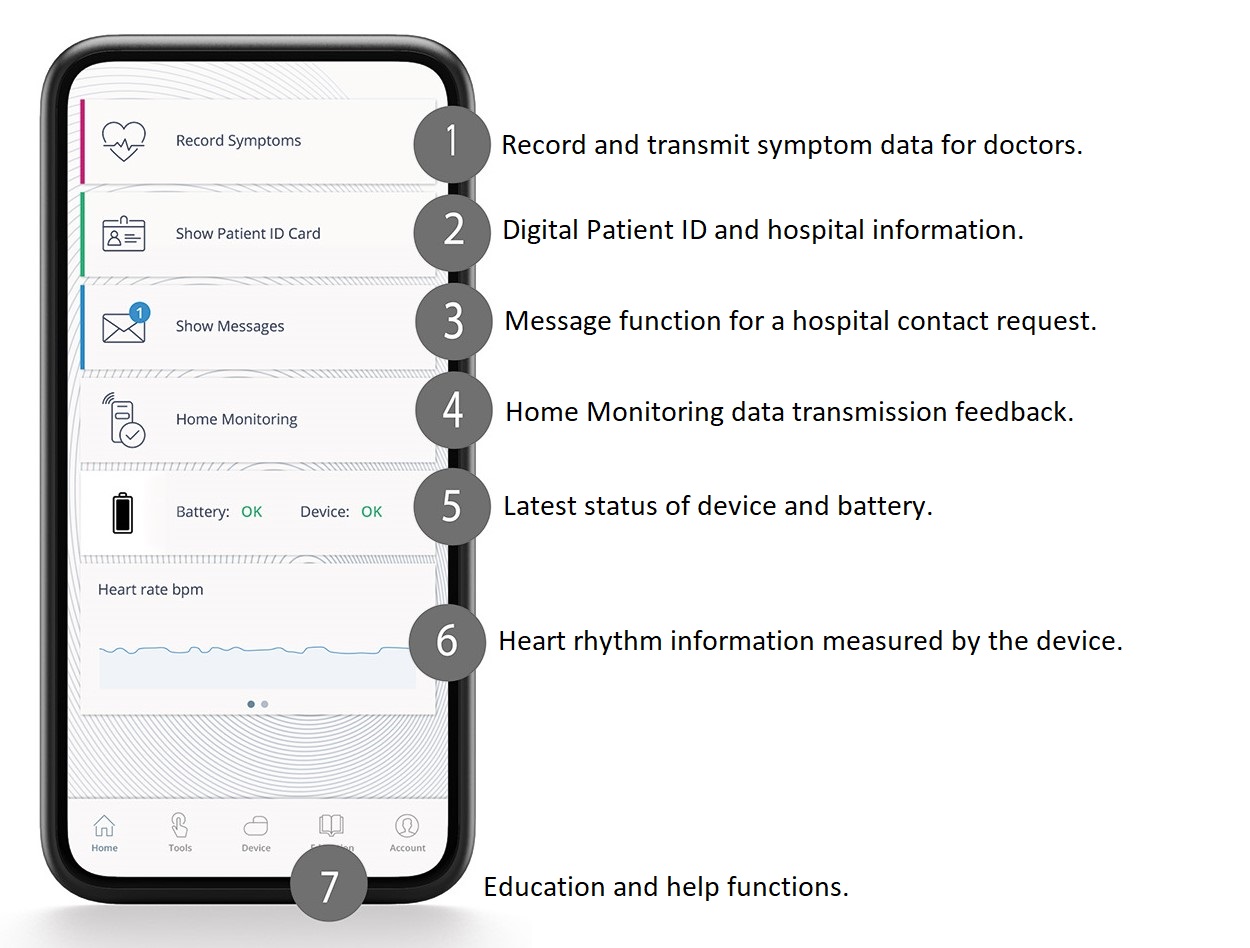 Record Symptoms
1
Record and transmit symptom data for doctors.
Show Patient ID Card
2
Digital Patient ID and hospital information.
1
Show Messages
3
Message function for a hospital contact request.
Home Monitoring
4
Home Monitoring data transmission feedback.
Battery: OK Device: OK
5
Latest status of device and battery.
Heart rate bpm
6
Heart rhythm information measured by the device.
Home Tools Device Account
7
Education and help functions.